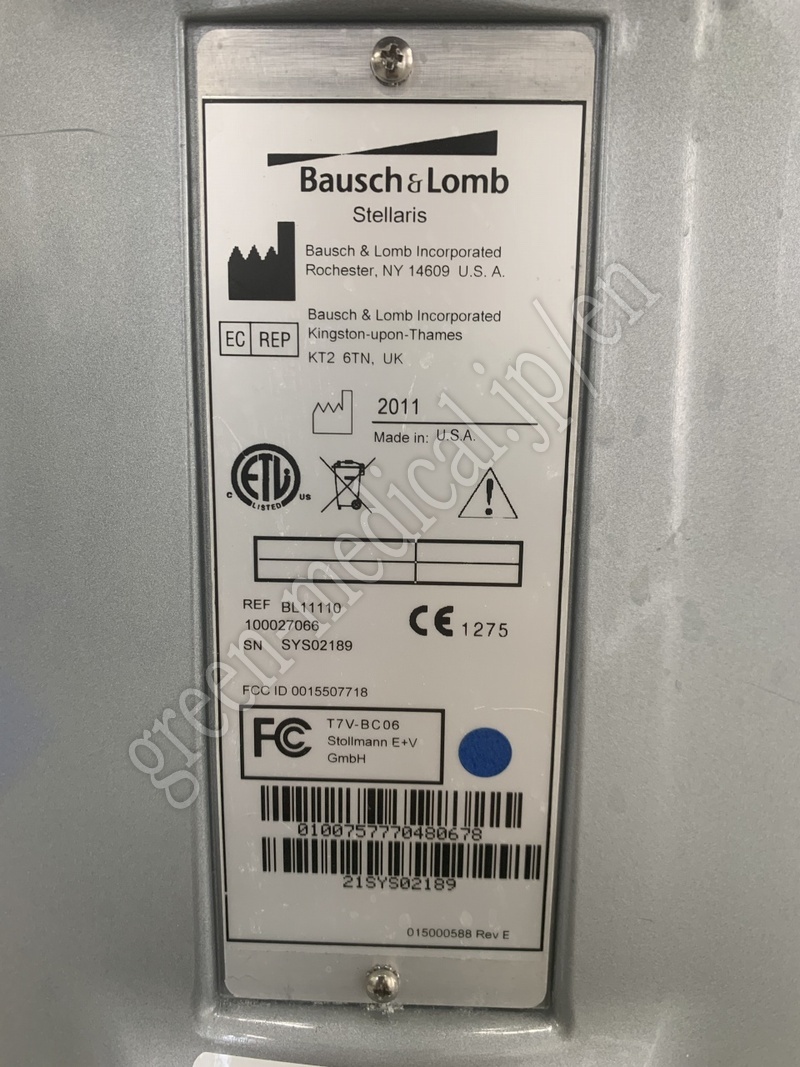 Bausch & Lomb
Stellaris
Bausch & Lomb Incorporated
Rochester, NY 14609 U.S.A.
EC REP
Bausch & Lomb Incorporated
Kingston-upon-Thames
KT2 6TN, UK
2011
Made in: U.S.A.
ETL
C LISTED US
REF BL11110
100027066
SN SYS02189
CE 1275
FCC ID 0015507718
FC T7V-BC06
Stollmann E+V
GmbH
0100757770480678
21SYS02189
015000588 Rev E
green-medical.jp/en